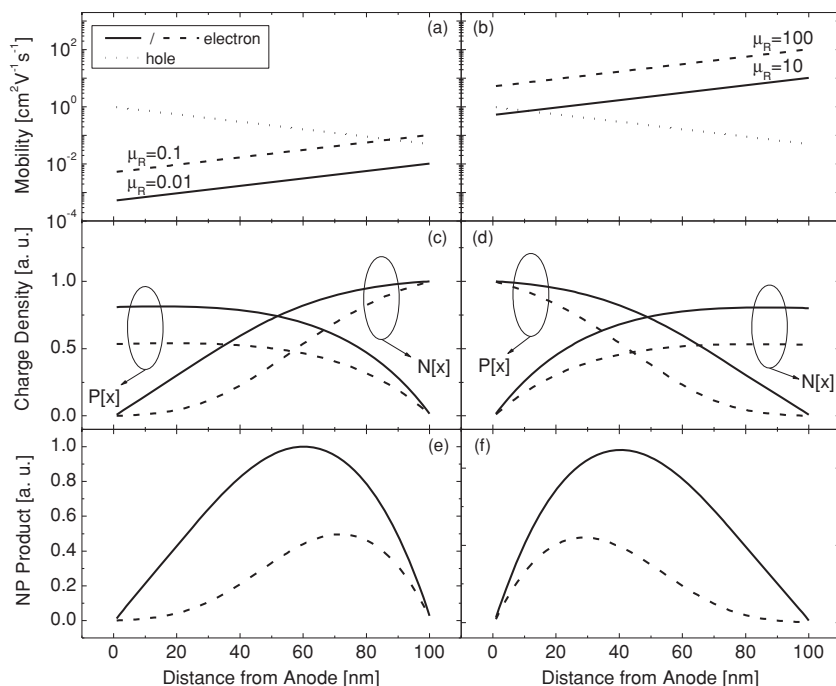 (a)
(b)
/ electron
hole
Mobility [cm²V⁻¹s⁻¹]
10²
10⁰
10⁻²
10⁻⁴
μR=0.1
μR=0.01
μR=100
μR=10
(c)
(d)
Charge Density [a. u.]
1.0
0.5
0.0
P[x]
N[x]
P[x]
N[x]
(e)
(f)
NP Product [a. u.]
1.0
0.8
0.6
0.4
0.2
0.0
0 20 40 60 80 100
0 20 40 60 80 100
Distance from Anode [nm]
Distance from Anode [nm]